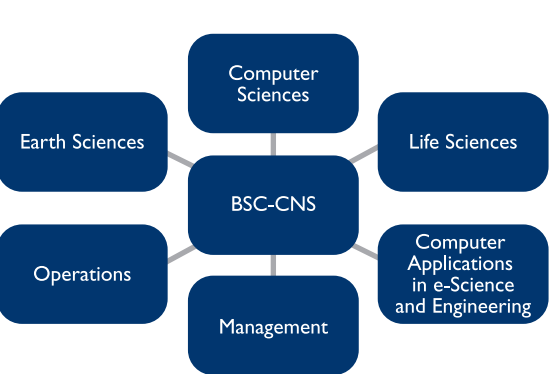 Computer
Sciences
Earth Sciences
Life Sciences
BSC-CNS
Operations
Computer
Applications
in e-Science
and Engineering
Management